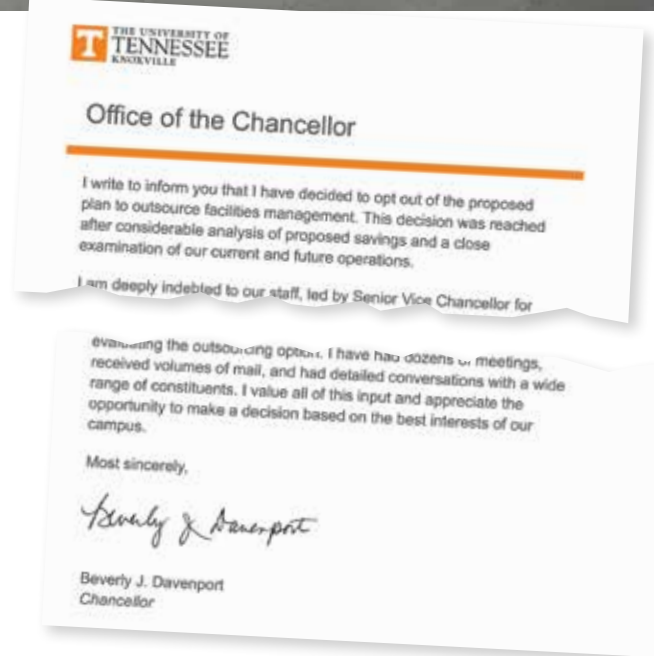 T
THE UNIVERSITY OF
TENNESSEE
KNOXVILLE
Office of the Chancellor
I write to inform you that I have decided to opt out of the proposed
plan to outsource facilities management. This decision was reached
after considerable analysis of proposed savings and a close
examination of our current and future operations.
I am deeply indebted to our staff, led by Senior Vice Chancellor for
evaluating the outsourcing option. I have had dozens of meetings,
received volumes of mail, and had detailed conversations with a wide
range of constituents. I value all of this input and appreciate the
opportunity to make a decision based on the best interests of our
campus.
Most sincerely,
Beverly J Davenport
Beverly J. Davenport
Chancellor